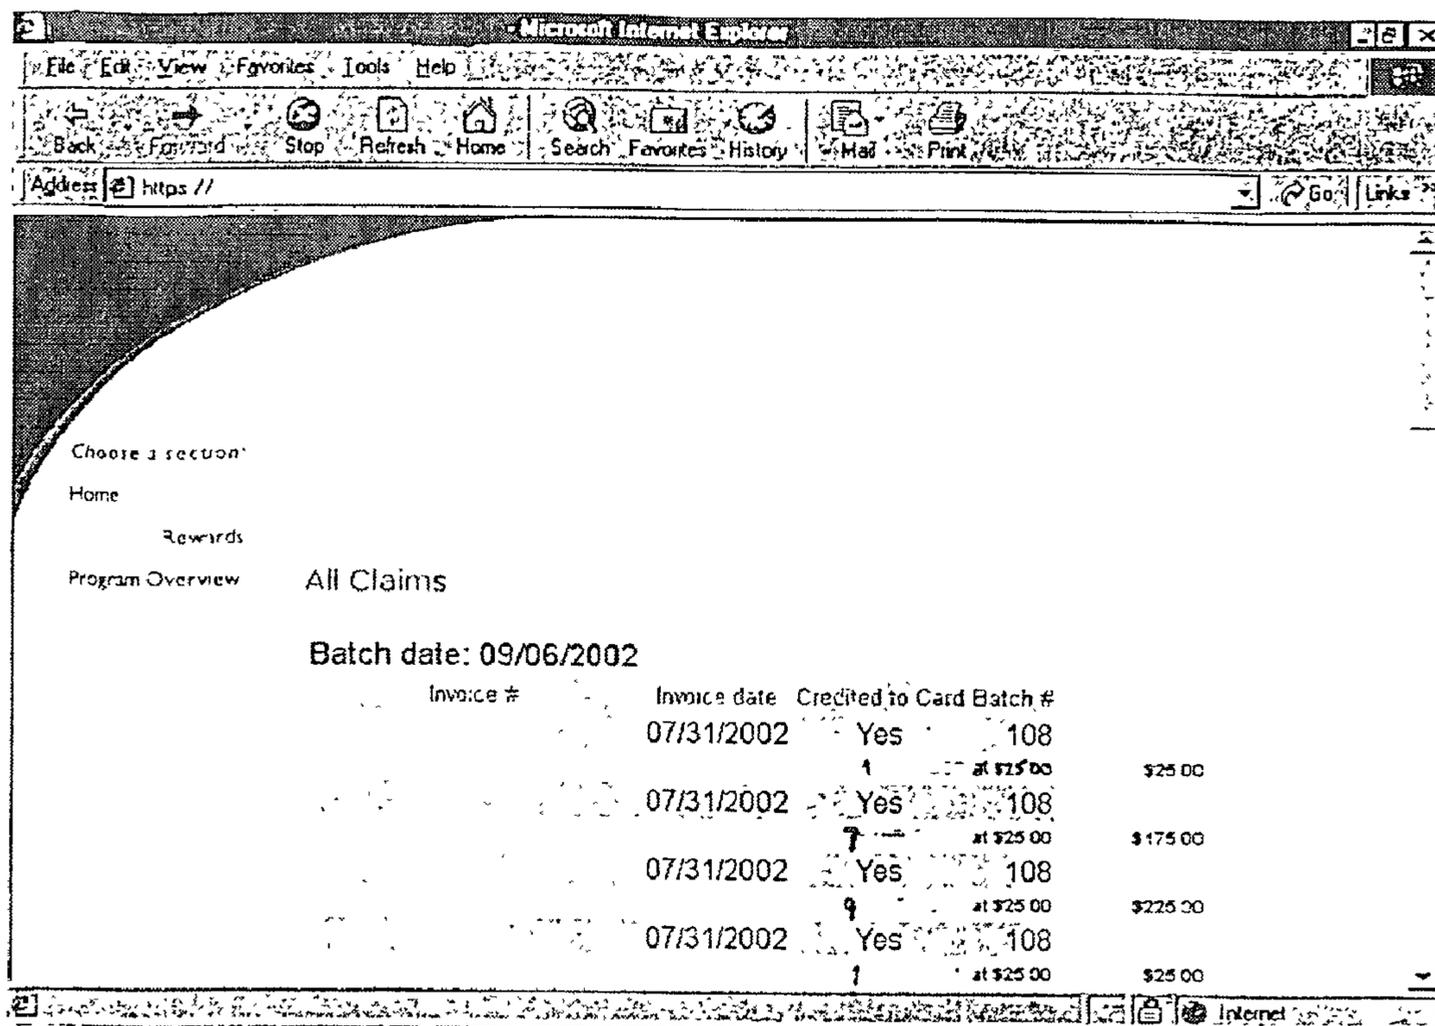 - Microsoft Internet Explorer
File Edit View Favorites Tools Help
Back Forward Stop Refresh Home Search Favorites History Mail Print
Address https // Go Links »
Choose a section:
Home
Rewards
Program Overview
All Claims
Batch date: 09/06/2002
Invoice # Invoice date Credited to Card Batch #
07/31/2002 Yes 108
1 at $25 00 $25 00
07/31/2002 Yes 108
7 at $25 00 $175 00
07/31/2002 Yes 108
9 at $25 00 $225 00
07/31/2002 Yes 108
1 at $25 00 $25 00
Internet